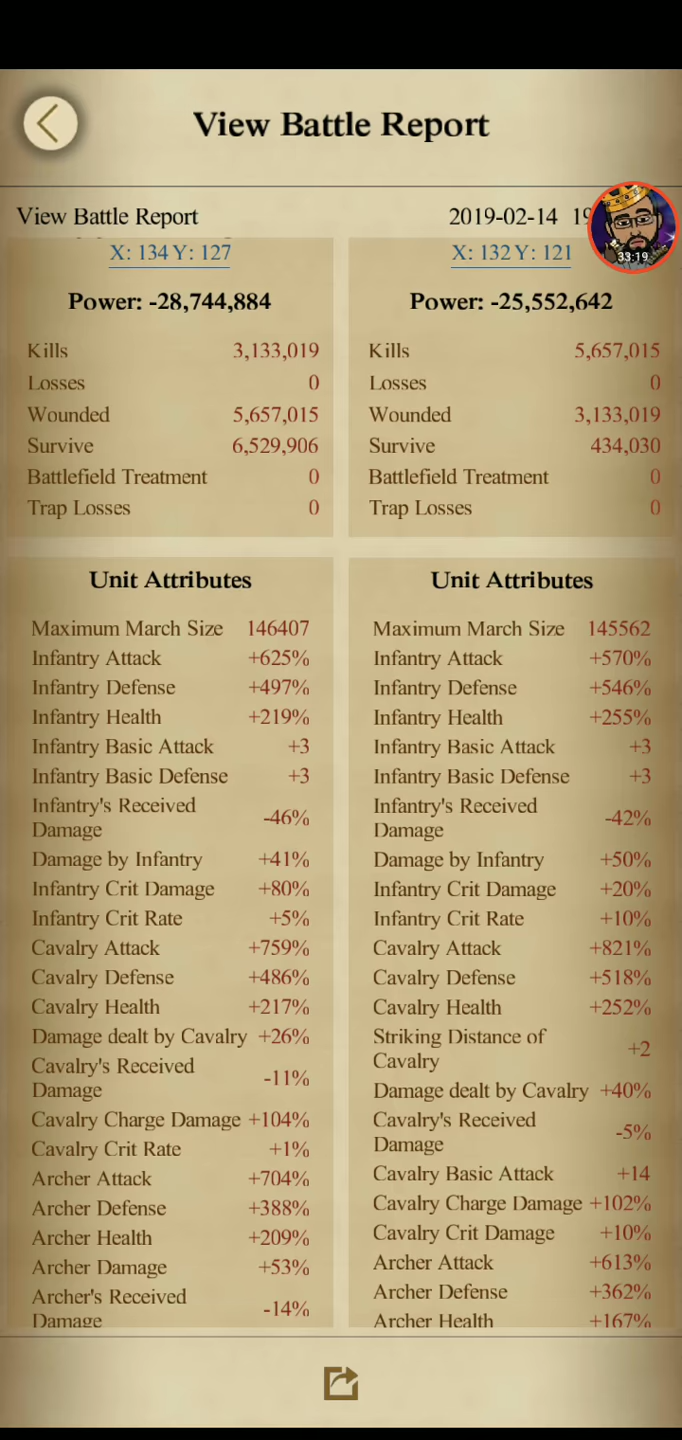 View Battle Report
View Battle Report 2019-02-14 19
33:19
X: 134 Y: 127
Power: -28,744,884
Kills 3,133,019
Losses 0
Wounded 5,657,015
Survive 6,529,906
Battlefield Treatment 0
Trap Losses 0
Unit Attributes
Maximum March Size 146407
Infantry Attack +625%
Infantry Defense +497%
Infantry Health +219%
Infantry Basic Attack +3
Infantry Basic Defense +3
Infantry's Received
Damage -46%
Damage by Infantry +41%
Infantry Crit Damage +80%
Infantry Crit Rate +5%
Cavalry Attack +759%
Cavalry Defense +486%
Cavalry Health +217%
Damage dealt by Cavalry +26%
Cavalry's Received
Damage -11%
Cavalry Charge Damage +104%
Cavalry Crit Rate +1%
Archer Attack +704%
Archer Defense +388%
Archer Health +209%
Archer Damage +53%
Archer's Received
Damage -14%
X: 132 Y: 121
Power: -25,552,642
Kills 5,657,015
Losses 0
Wounded 3,133,019
Survive 434,030
Battlefield Treatment 0
Trap Losses 0
Unit Attributes
Maximum March Size 145562
Infantry Attack +570%
Infantry Defense +546%
Infantry Health +255%
Infantry Basic Attack +3
Infantry Basic Defense +3
Infantry's Received
Damage -42%
Damage by Infantry +50%
Infantry Crit Damage +20%
Infantry Crit Rate +10%
Cavalry Attack +821%
Cavalry Defense +518%
Cavalry Health +252%
Striking Distance of
Cavalry +2
Damage dealt by Cavalry +40%
Cavalry's Received
Damage -5%
Cavalry Basic Attack +14
Cavalry Charge Damage +102%
Cavalry Crit Damage +10%
Archer Attack +613%
Archer Defense +362%
Archer Health +167%